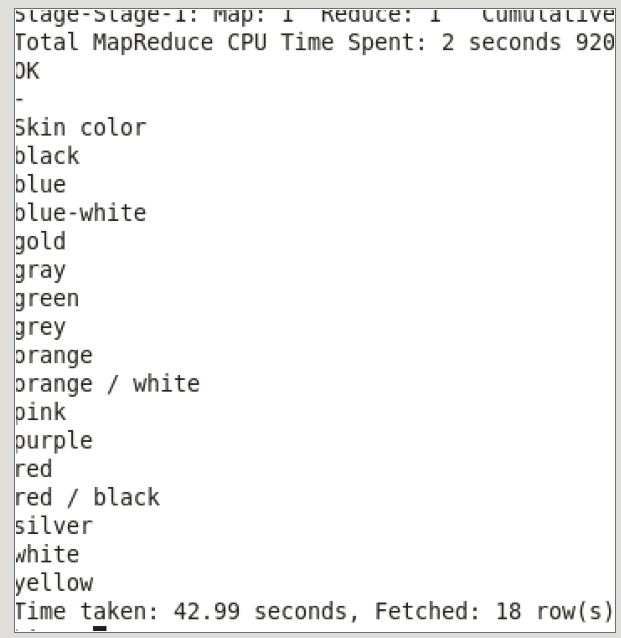 Stage-Stage-1: Map: 1  Reduce: 1   Cumulative
Total MapReduce CPU Time Spent: 2 seconds 920
OK
-
Skin color
black
blue
blue-white
gold
gray
green
grey
orange
orange / white
pink
purple
red
red / black
silver
white
yellow
Time taken: 42.99 seconds, Fetched: 18 row(s)